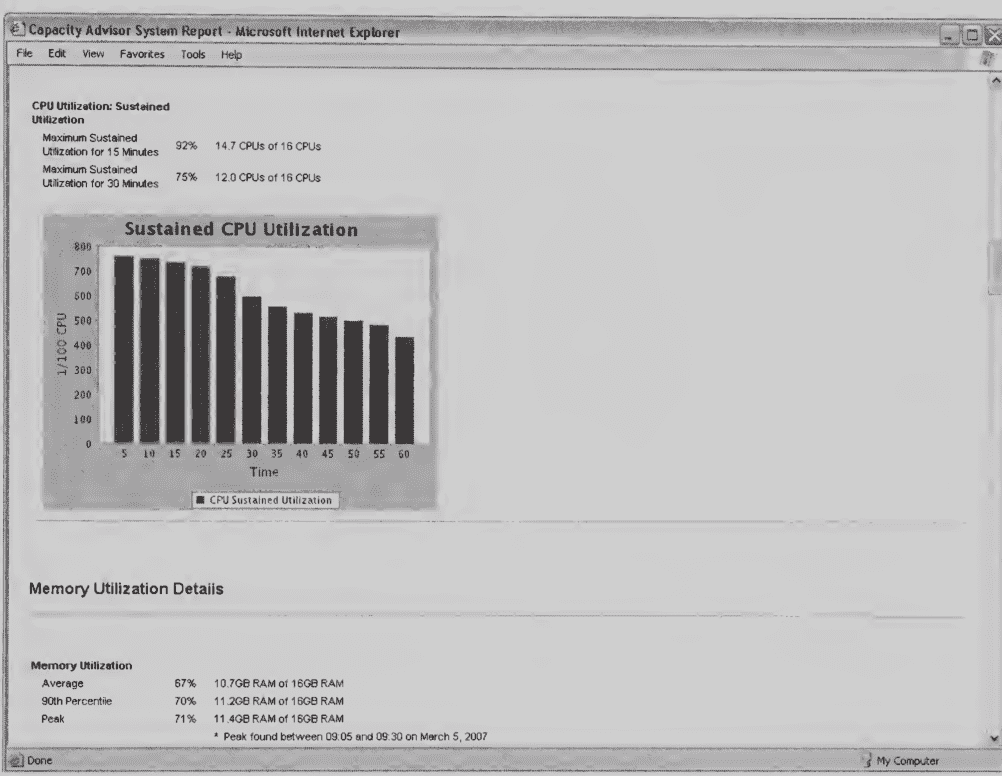 Capacity Advisor System Report - Microsoft Internet Explorer
File Edit View Favorites Tools Help
CPU Utilization: Sustained
Utilization
Maximum Sustained
Utilization for 15 Minutes 92% 14.7 CPUs of 16 CPUs
Maximum Sustained
Utilization for 30 Minutes 75% 12.0 CPUs of 16 CPUs
Sustained CPU Utilization
800
700
600
500
400
300
200
100
0
1/100 CPU
5 10 15 20 25 30 35 40 45 50 55 60
Time
CPU Sustained Utilization
Memory Utilization Details
Memory Utilization
Average 67% 10.7GB RAM of 16GB RAM
90th Percentile 70% 11.2GB RAM of 16GB RAM
Peak 71% 11.4GB RAM of 16GB RAM
* Peak found between 09:05 and 09:30 on March 5, 2007
Done My Computer